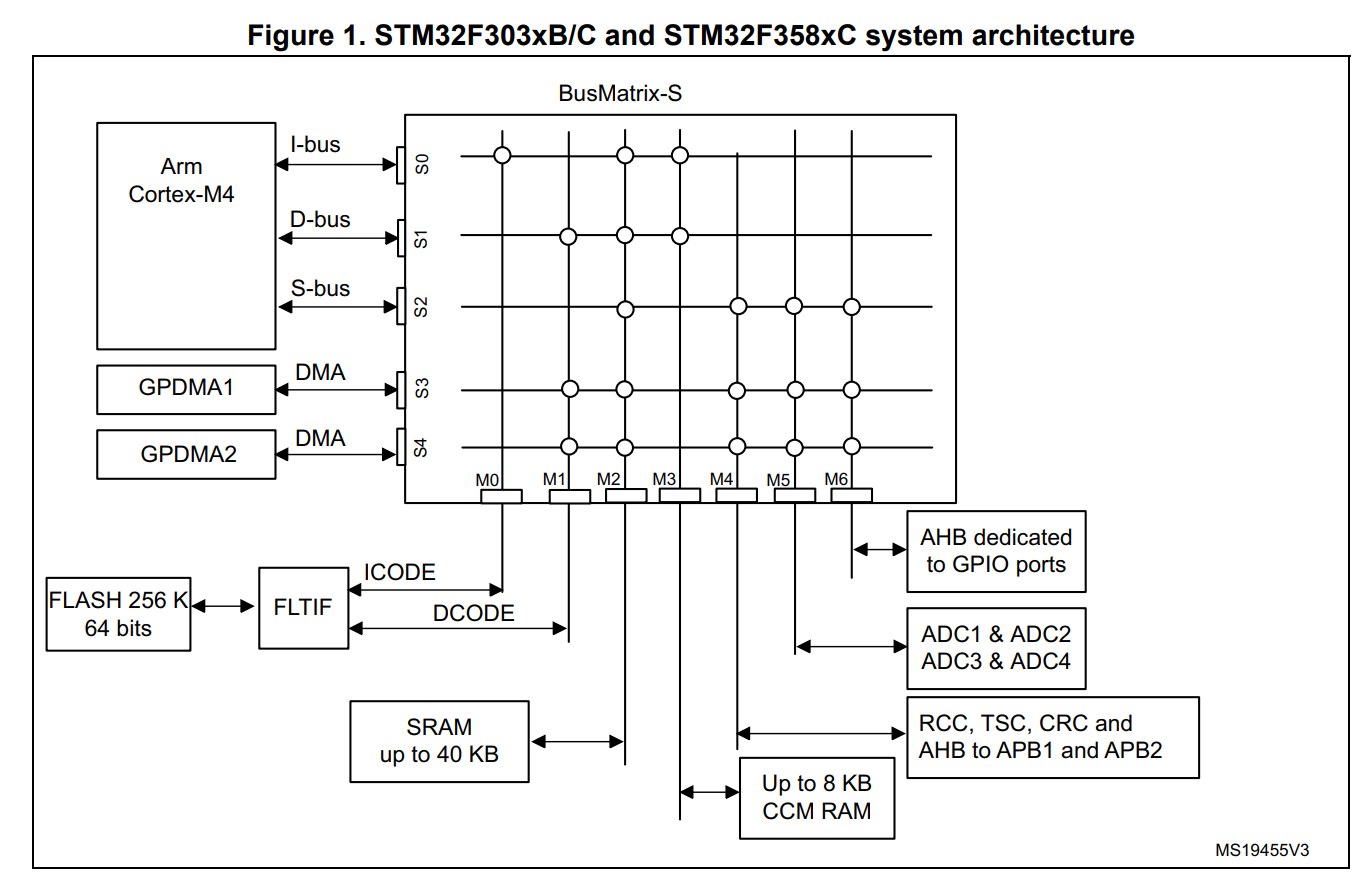 Figure 1. STM32F303xB/C and STM32F358xC system architecture
BusMatrix-S
Arm
Cortex-M4
I-bus
S0
D-bus
S1
S-bus
S2
GPDMA1
DMA
S3
GPDMA2
DMA
S4
M0
M1
M2
M3
M4
M5
M6
AHB dedicated
to GPIO ports
FLASH 256 K
64 bits
FLTIF
ICODE
DCODE
ADC1 & ADC2
ADC3 & ADC4
SRAM
up to 40 KB
RCC, TSC, CRC and
AHB to APB1 and APB2
Up to 8 KB
CCM RAM
MS19455V3